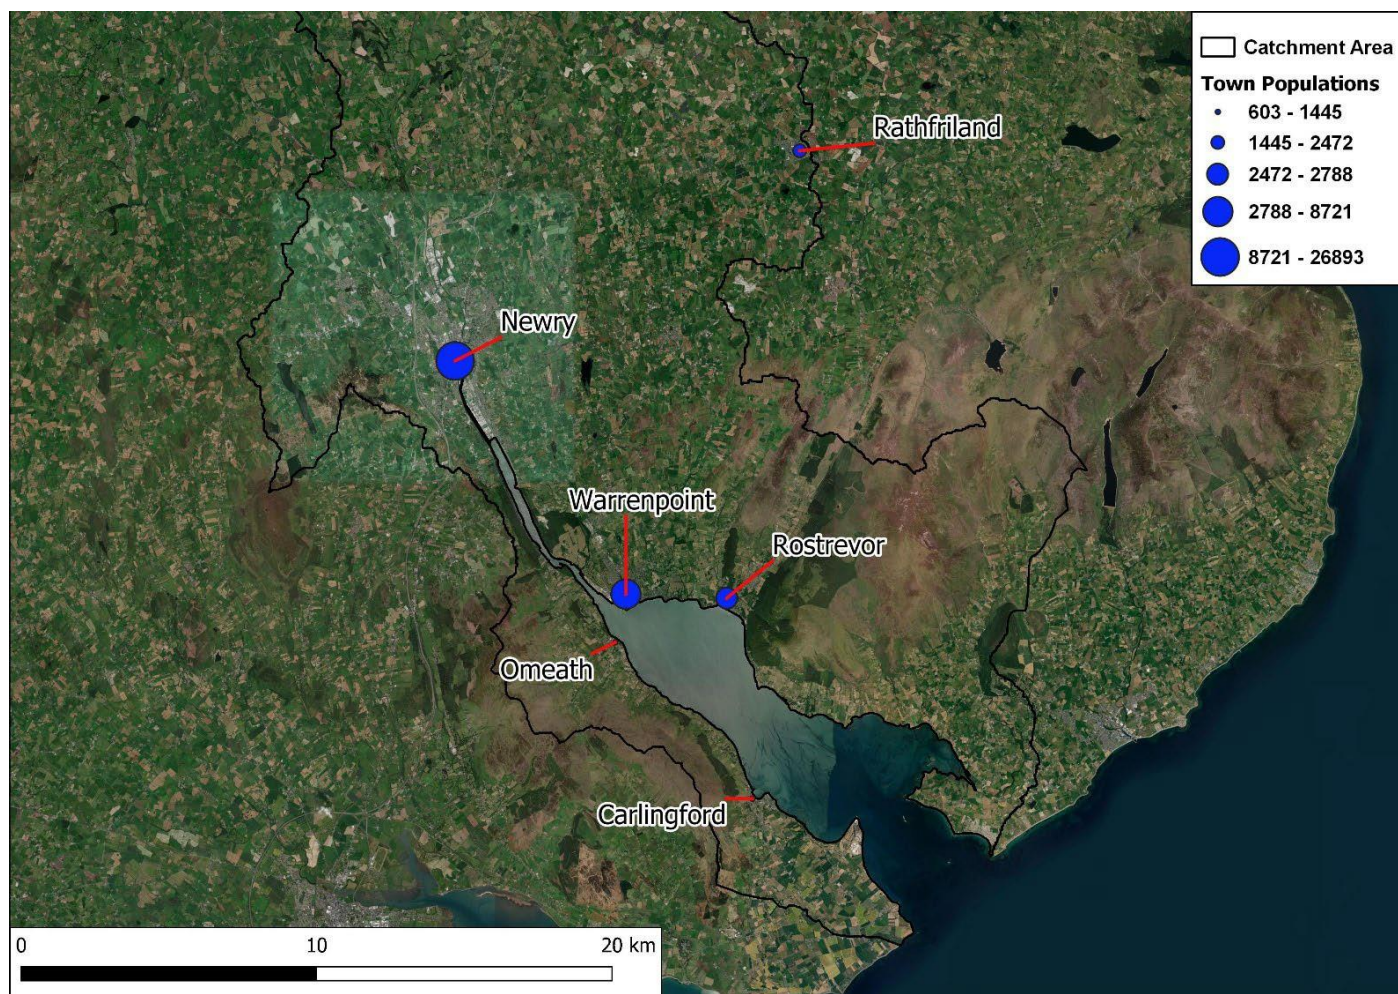 Catchment Area
Town Populations
603 - 1445
1445 - 2472
2472 - 2788
2788 - 8721
8721 - 26893
Rathfriland
Newry
Warrenpoint
Rostrevor
Omeath
Carlingford
0 10 20 km